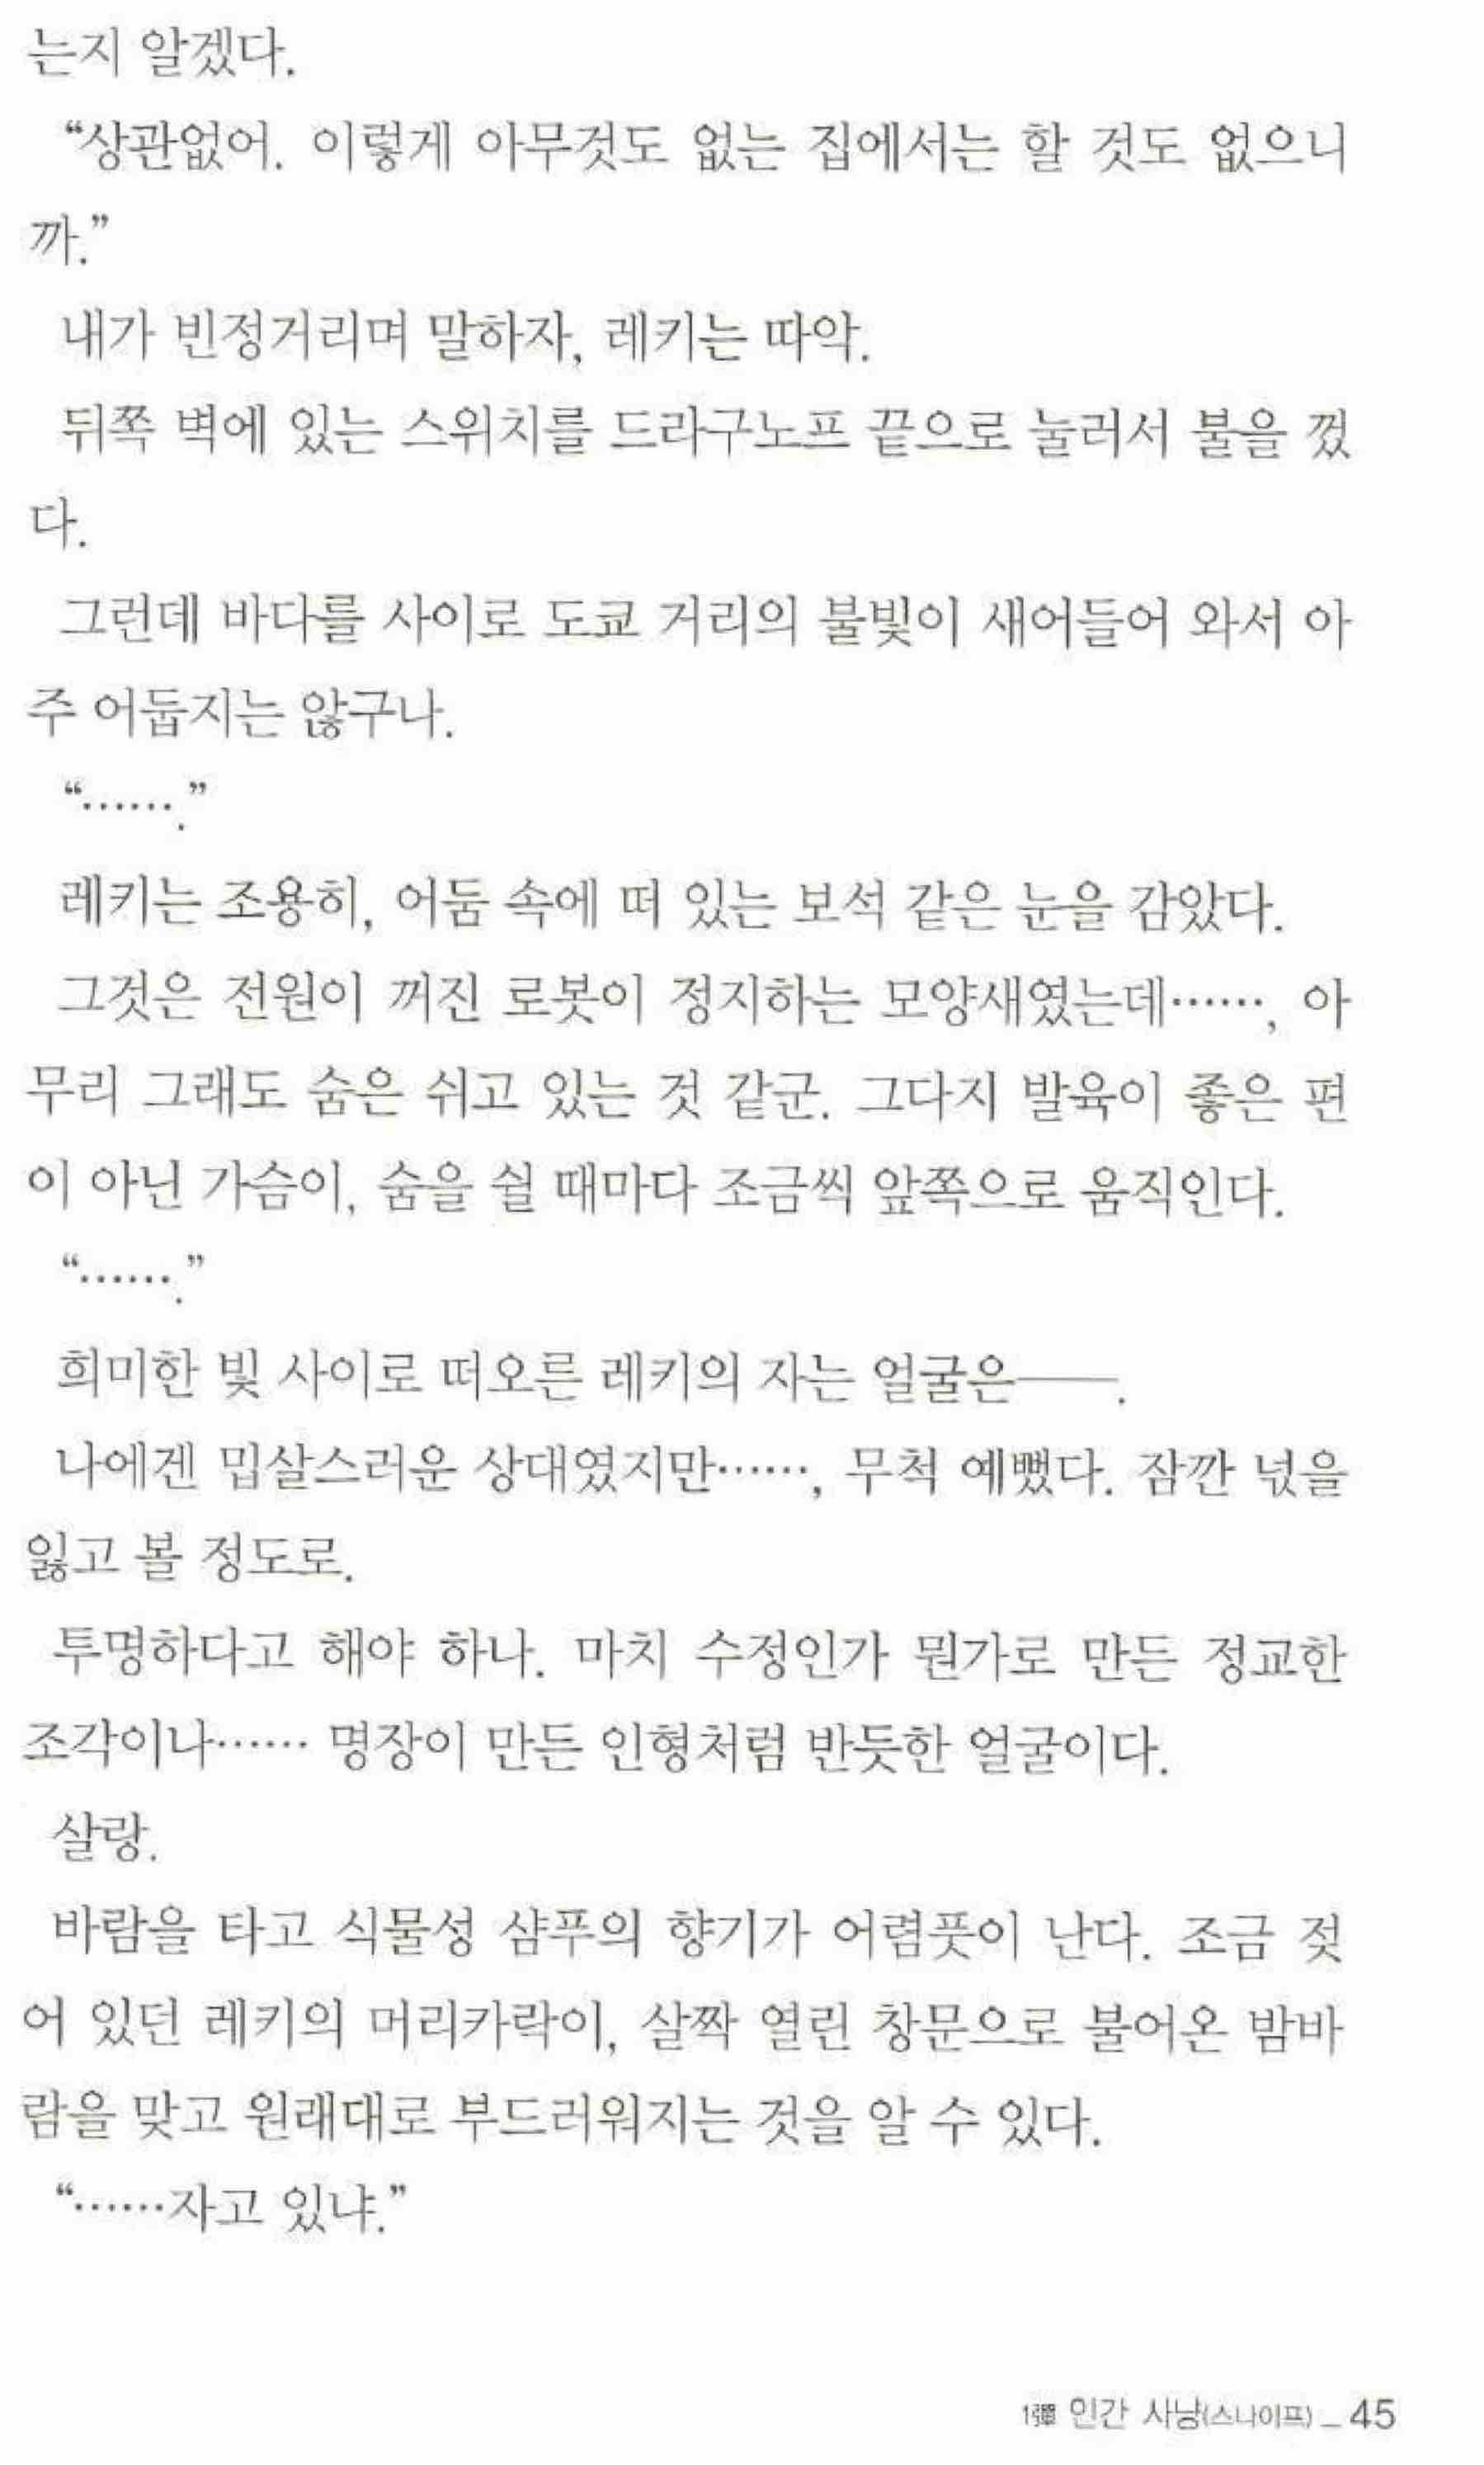 는지 알겠다.
“상관없어. 이렇게 아무것도 없는 집에서는 할 것도 없으니
까.”
내가 빈정거리며 말하자, 레키는 따악.
뒤쪽 벽에 있는 스위치를 드라구노프 끝으로 눌러서 불을 껐
다.
그런데 바다를 사이로 도쿄 거리의 불빛이 새어들어 와서 아
주 어둡지는 않구나.
“…….”
레키는 조용히, 어둠 속에 떠 있는 보석 같은 눈을 감았다.
그것은 전원이 꺼진 로봇이 정지하는 모양새였는데……, 아
무리 그래도 숨은 쉬고 있는 것 같군. 그다지 발육이 좋은 편
이 아닌 가슴이, 숨을 쉴 때마다 조금씩 앞쪽으로 움직인다.
“…….”
희미한 빛 사이로 떠오른 레키의 자는 얼굴은──.
나에겐 밉살스러운 상대였지만……, 무척 예뻤다. 잠깐 넋을
잃고 볼 정도로.
투명하다고 해야 하나. 마치 수정인가 뭔가로 만든 정교한
조각이나…… 명장이 만든 인형처럼 반듯한 얼굴이다.
살랑.
바람을 타고 식물성 샴푸의 향기가 어렴풋이 난다. 조금 젖
어 있던 레키의 머리카락이, 살짝 열린 창문으로 불어온 밤바
람을 맞고 원래대로 부드러워지는 것을 알 수 있다.
“……자고 있냐.”
1彈 인간 사냥(스나이프) _ 45